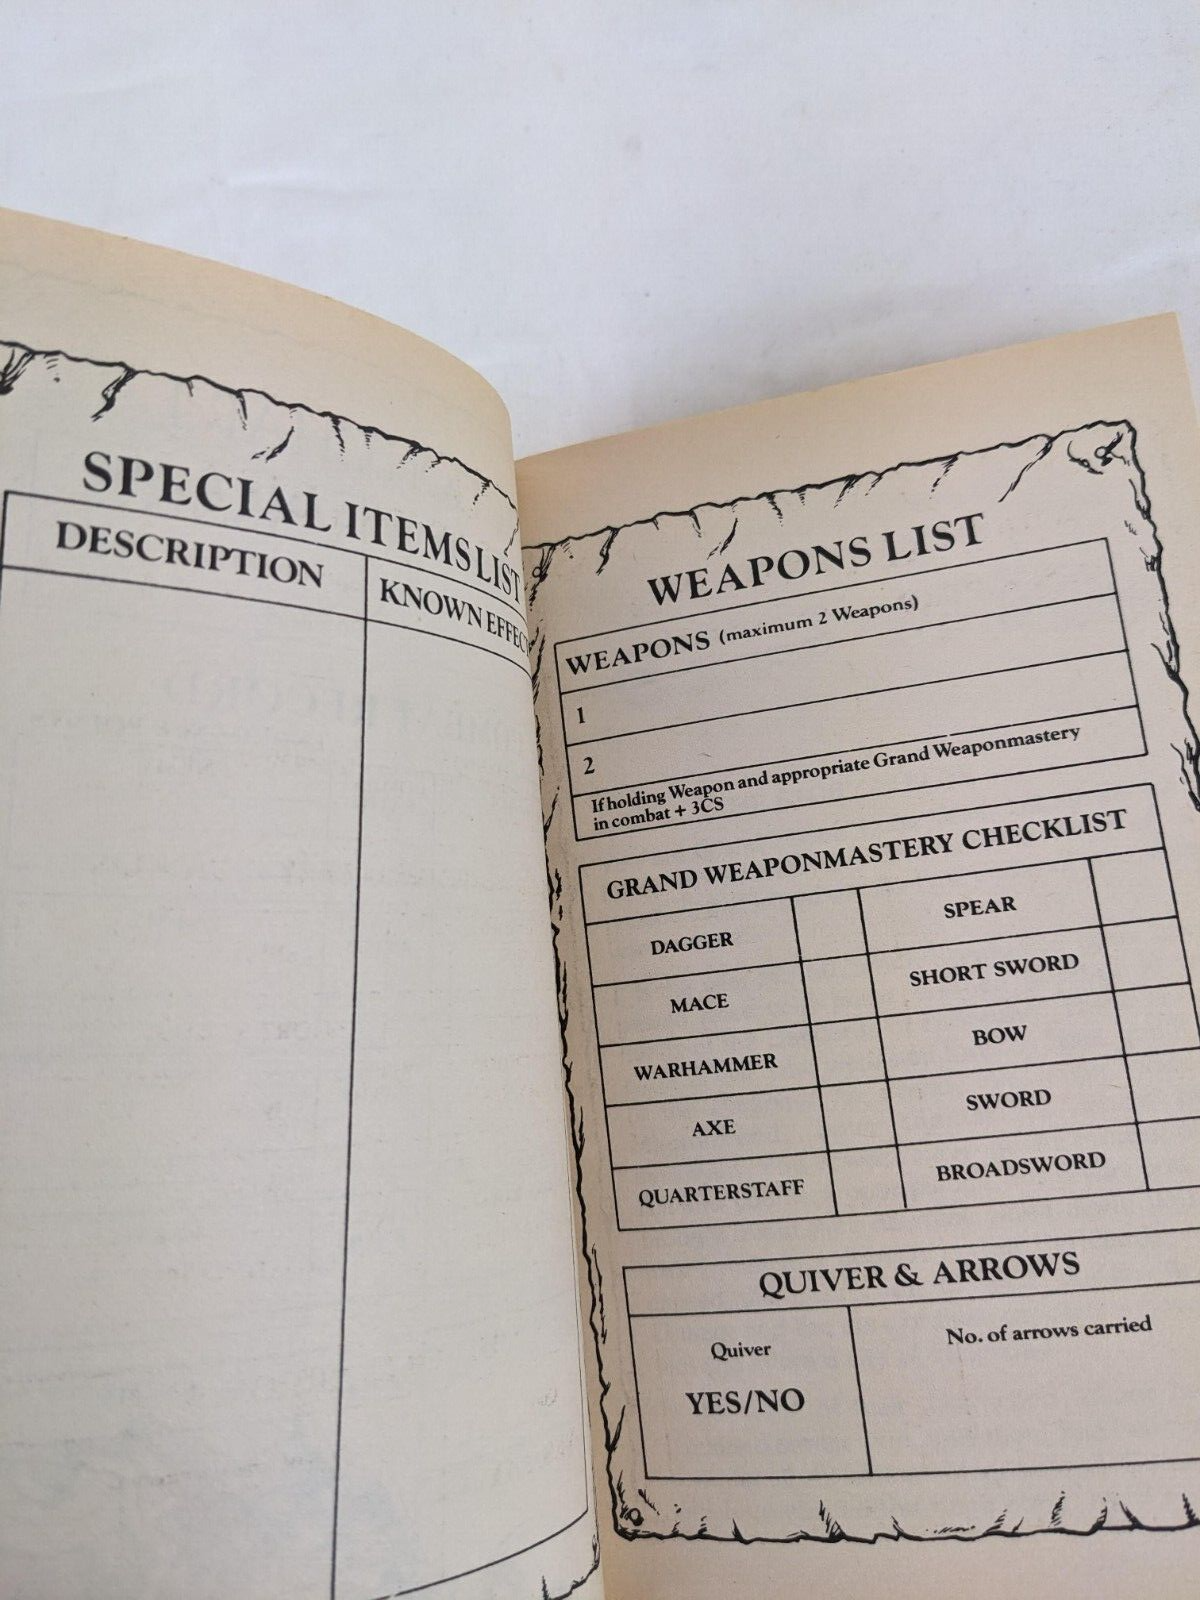 SPECIAL ITEMS LIST
DESCRIPTION
KNOWN
WEAPONS LIST
WEAPONS (maximum 2 Weapons)
1
2
If holding Weapon and appropriate Grand Weaponmastery
in combat + 3CS
GRAND WEAPONMASTERY CHECKLIST
DAGGER SPEAR
MACE SHORT SWORD
WARHAMMER BOW
AXE SWORD
QUARTERSTAFF BROADSWORD
QUIVER & ARROWS
Quiver No. of arrows carried
YES/NO